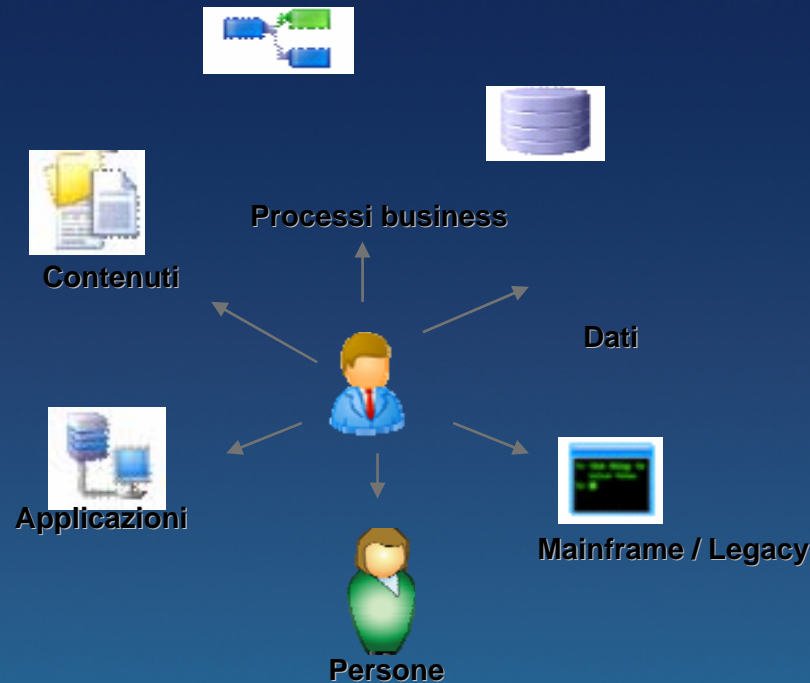 Processi business
Contenuti
Dati
Applicazioni
Mainframe / Legacy
Persone